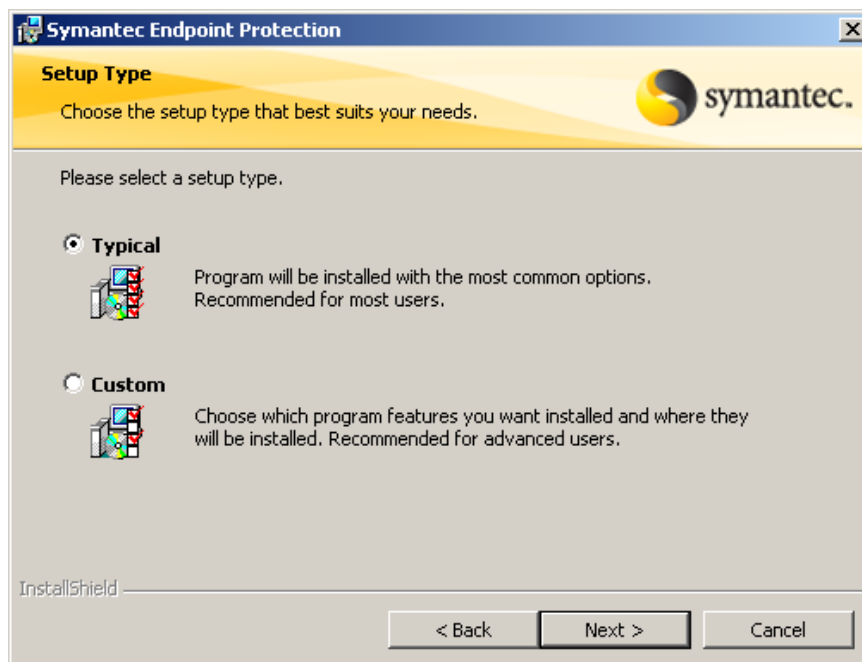 Symantec Endpoint Protection
Setup Type
Choose the setup type that best suits your needs.
symantec.
Please select a setup type.
Typical
Program will be installed with the most common options.
Recommended for most users.
Custom
Choose which program features you want installed and where they
will be installed. Recommended for advanced users.
InstallShield
< Back
Next >
Cancel